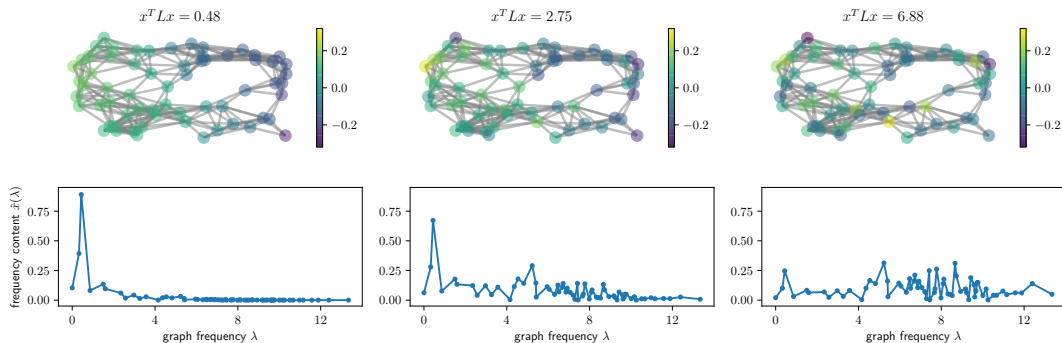 x^T Lx = 0.48
x^T Lx = 2.75
x^T Lx = 6.88
0.2
0.0
−0.2
0.2
0.0
−0.2
0.2
0.0
−0.2
frequency content x̂(λ)
0.75
0.50
0.25
0.00
0.75
0.50
0.25
0.00
0.75
0.50
0.25
0.00
0 4 8 12
0 4 8 12
0 4 8 12
graph frequency λ
graph frequency λ
graph frequency λ